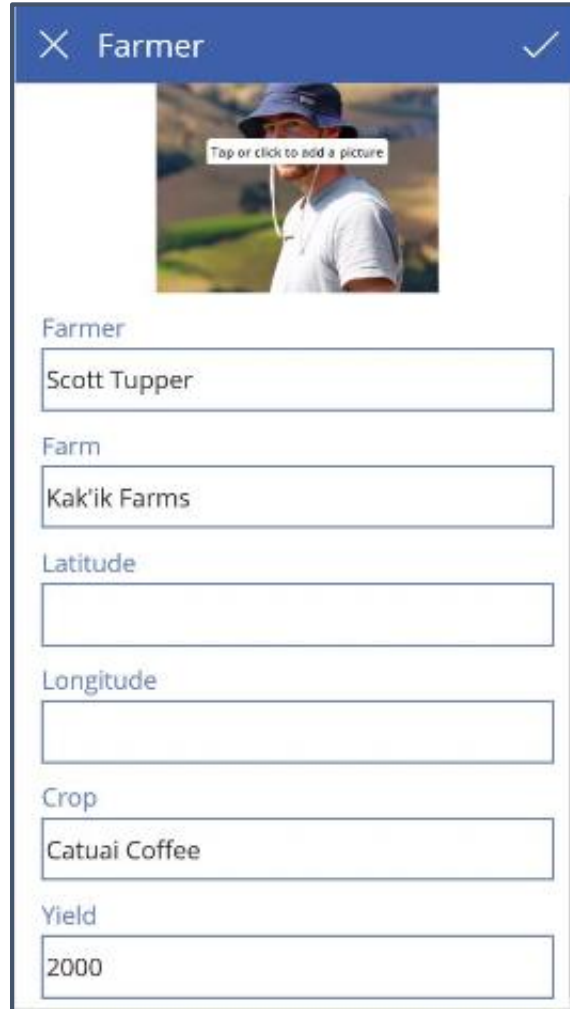 Farmer
Tap or click to add a picture
Farmer
Scott Tupper
Farm
Kak'ik Farms
Latitude
Longitude
Crop
Catuai Coffee
Yield
2000